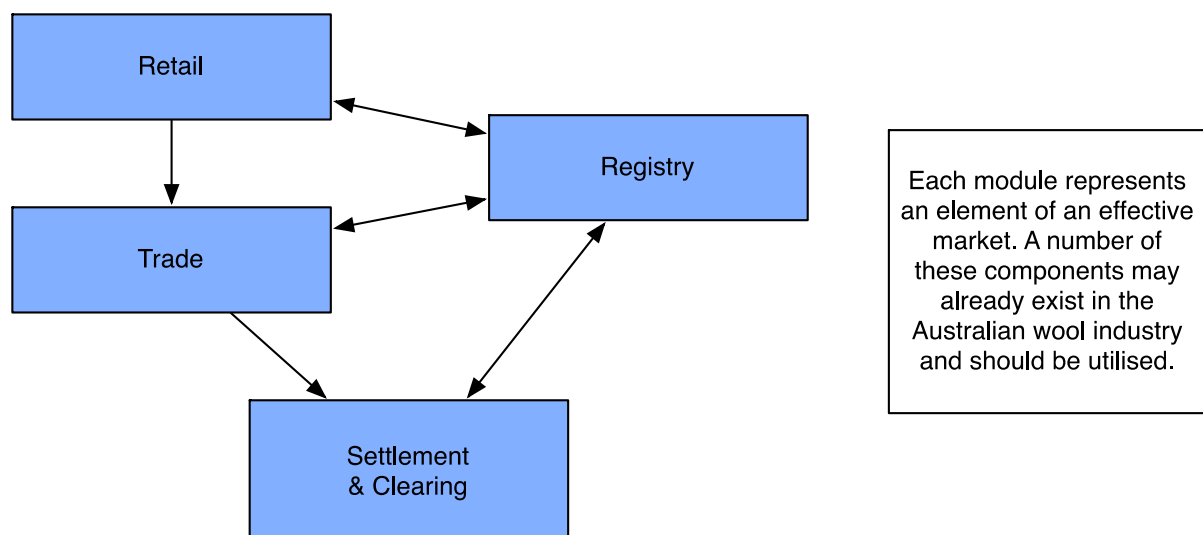 Retail
Registry
Trade
Settlement
& Clearing
Each module represents
an element of an effective
market. A number of
these components may
already exist in the
Australian wool industry
and should be utilised.